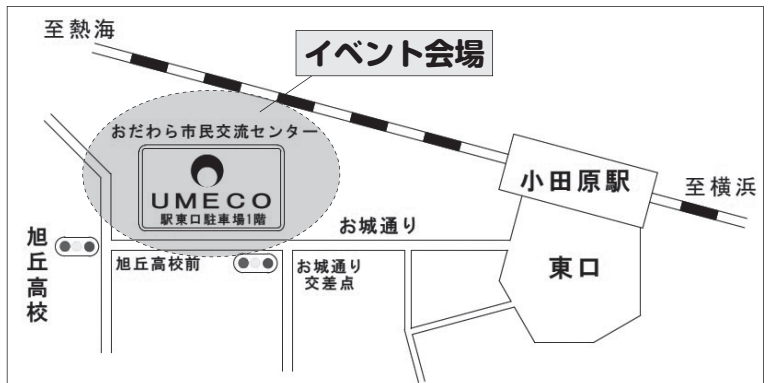 至熱海
イベント会場
おだわら市民交流センター
UMECO
駅東口駐車場1階
小田原駅
至横浜
お城通り
旭丘高校
旭丘高校前
お城通り
交差点
東口